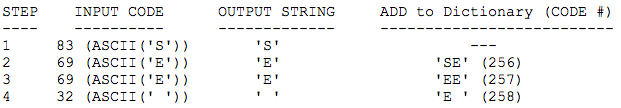 STEP    INPUT CODE    OUTPUT STRING    ADD to Dictionary (CODE #)
----    ----------    -------------    --------------------------
1    83 (ASCII('S'))    'S'    ---
2    69 (ASCII('E'))    'E'    'SE' (256)
3    69 (ASCII('E'))    'E'    'EE' (257)
4    32 (ASCII(' '))    ' '    'E ' (258)